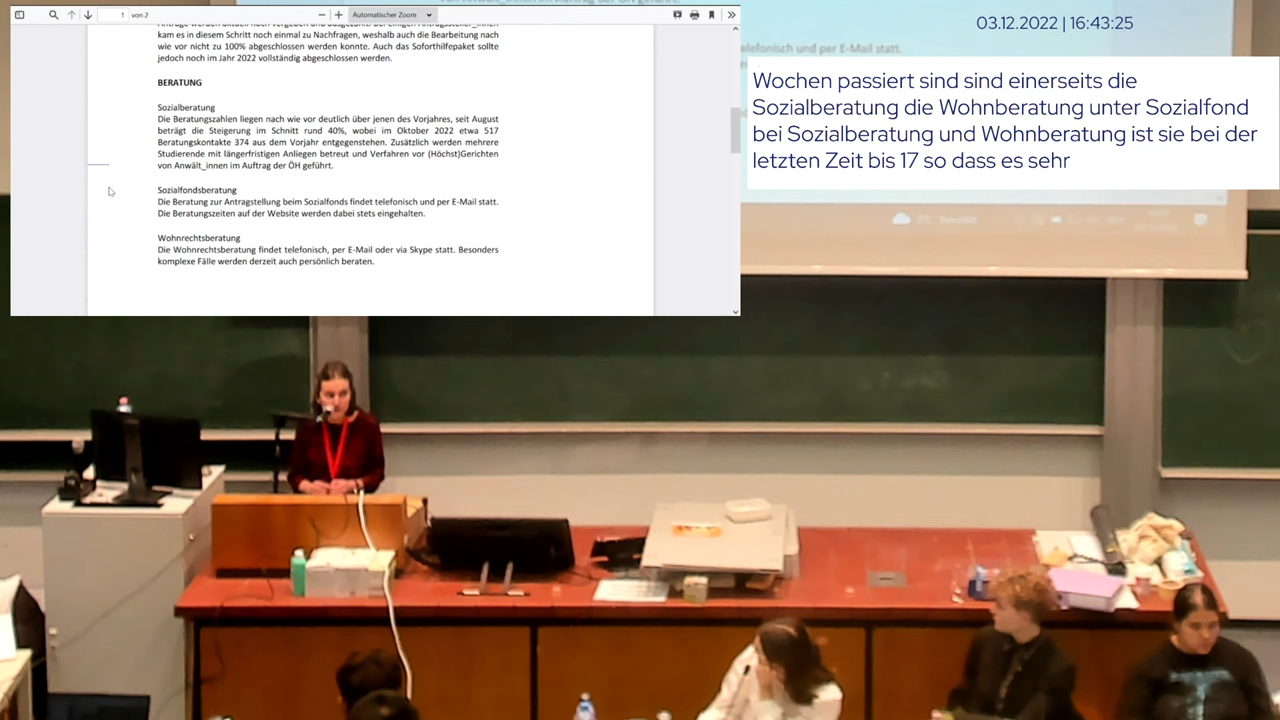 1 von 2
Automatischer Zoom
kam es in diesem Schritt noch einmal zu Nachfragen, weshalb auch die Bearbeitung nach
wie vor nicht zu 100% abgeschlossen werden konnte. Auch das Soforthilfepaket sollte
jedoch noch im Jahr 2022 vollständig abgeschlossen werden.
BERATUNG
Sozialberatung
Die Beratungszahlen liegen nach wie vor deutlich über jenen des Vorjahres, seit August
beträgt die Steigerung im Schnitt rund 40%, wobei im Oktober 2022 etwa 517
Beratungskontakte 374 aus dem Vorjahr entgegenstehen. Zusätzlich werden mehrere
Studierende mit längerfristigen Anliegen betreut und Verfahren vor (Höchst)Gerichten
von Anwält_innen im Auftrag der ÖH geführt.
Sozialfondsberatung
Die Beratung zur Antragstellung beim Sozialfonds findet telefonisch und per E-Mail statt.
Die Beratungszeiten auf der Website werden dabei stets eingehalten.
Wohnrechtsberatung
Die Wohnrechtsberatung findet telefonisch, per E-Mail oder via Skype statt. Besonders
komplexe Fälle werden derzeit auch persönlich beraten.
03.12.2022 | 16:43:25
telefonisch und per E-Mail statt.
Wochen passiert sind sind einerseits die
Sozialberatung die Wohnberatung unter Sozialfond
bei Sozialberatung und Wohnberatung ist sie bei der
letzten Zeit bis 17 so dass es sehr